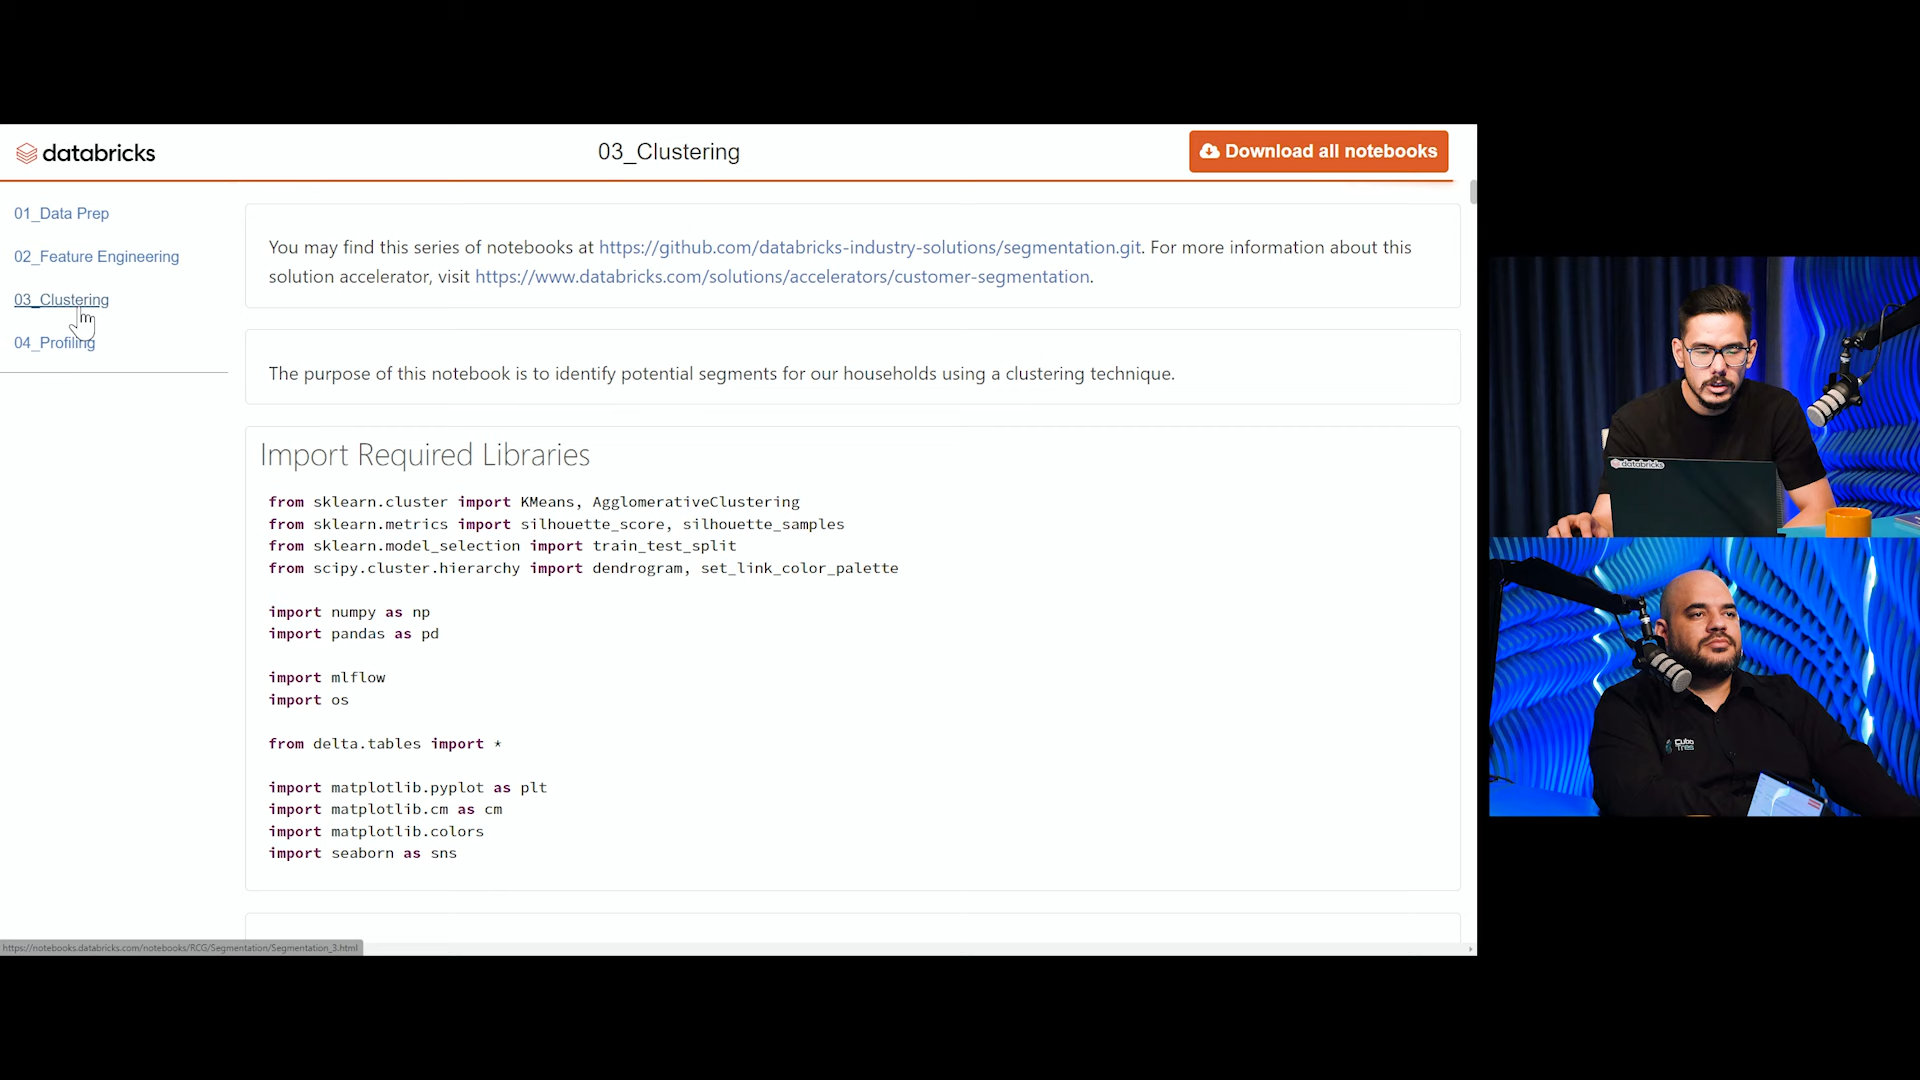 databricks
03_Clustering
Download all notebooks
01_Data Prep
02_Feature Engineering
03_Clustering
04_Profiling
You may find this series of notebooks at https://github.com/databricks-industry-solutions/segmentation.git. For more information about this
solution accelerator, visit https://www.databricks.com/solutions/accelerators/customer-segmentation.
The purpose of this notebook is to identify potential segments for our households using a clustering technique.
Import Required Libraries
from sklearn.cluster import KMeans, AgglomerativeClustering
from sklearn.metrics import silhouette_score, silhouette_samples
from sklearn.model_selection import train_test_split
from scipy.cluster.hierarchy import dendrogram, set_link_color_palette
import numpy as np
import pandas as pd
import mlflow
import os
from delta.tables import *
import matplotlib.pyplot as plt
import matplotlib.cm as cm
import matplotlib.colors
import seaborn as sns
https://notebooks.databricks.com/notebooks/RCG/Segmentation/Segmentation_3.html
databricks
Cubo
Tres